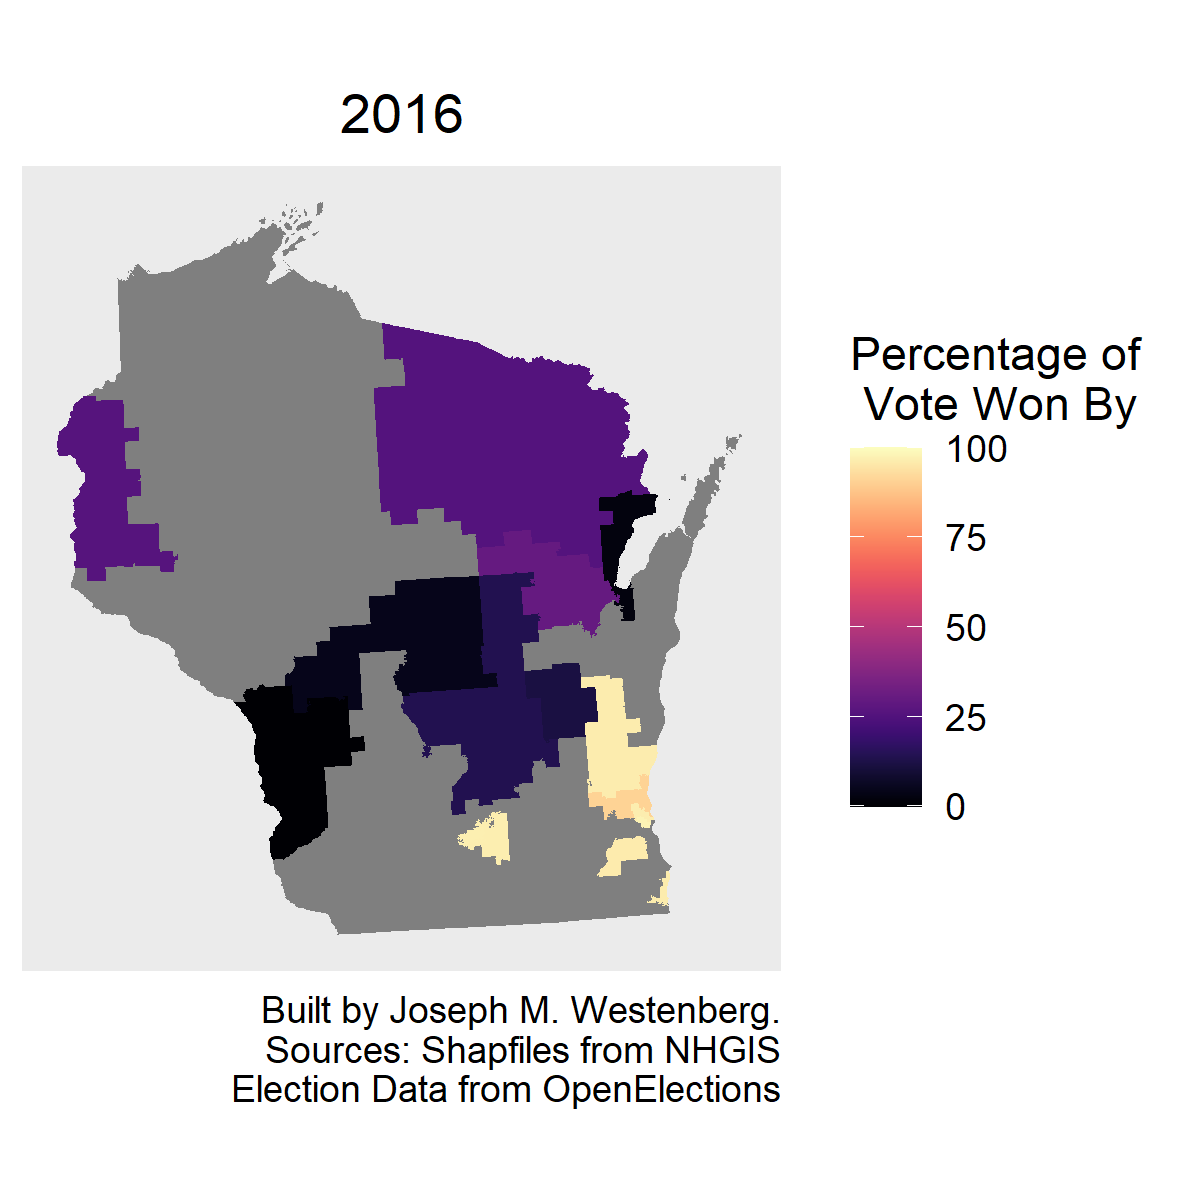 2016
Percentage of
Vote Won By
100
75
50
25
0
Built by Joseph M. Westenberg.
Sources: Shapfiles from NHGIS
Election Data from OpenElections